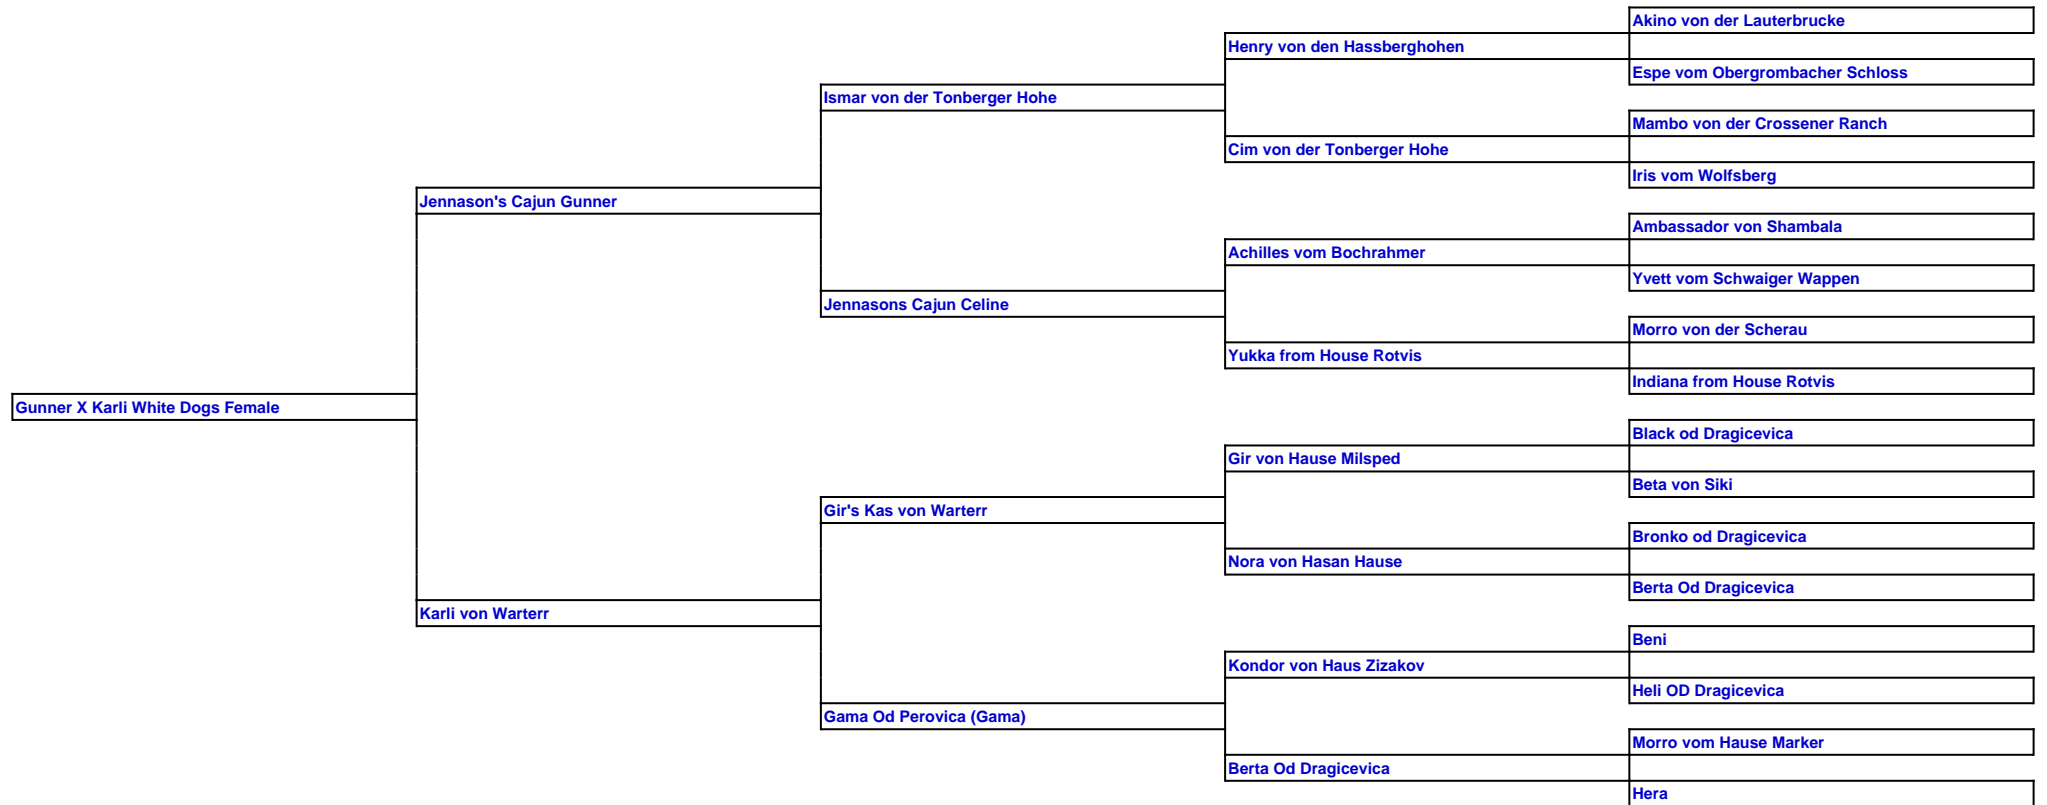 Akino von der Lauterbrucke
Henry von den Hassberghohen
Espe vom Obergrombacher Schloss
Ismar von der Tonberger Hohe
Mambo von der Crossener Ranch
Cim von der Tonberger Hohe
Iris vom Wolfsberg
Jennason's Cajun Gunner
Ambassador von Shambala
Achilles vom Bochrahmer
Yvett vom Schwaiger Wappen
Jennasons Cajun Celine
Morro von der Scherau
Yukka from House Rotvis
Indiana from House Rotvis
Gunner X Karli White Dogs Female
Black od Dragicevica
Gir von Hause Milsped
Beta von Siki
Gir's Kas von Warterr
Bronko od Dragicevica
Nora von Hasan Hause
Berta Od Dragicevica
Karli von Warterr
Beni
Kondor von Haus Zizakov
Heli OD Dragicevica
Gama Od Perovica (Gama)
Morro vom Hause Marker
Berta Od Dragicevica
Hera